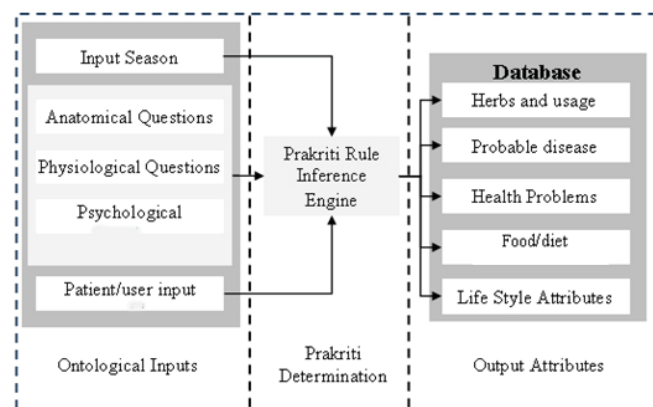 Input Season
Anatomical Questions
Physiological Questions
Psychological
Patient/user input
Ontological Inputs
Prakriti Rule
Inference
Engine
Prakriti
Determination
Database
Herbs and usage
Probable disease
Health Problems
Food/diet
Life Style Attributes
Output Attributes